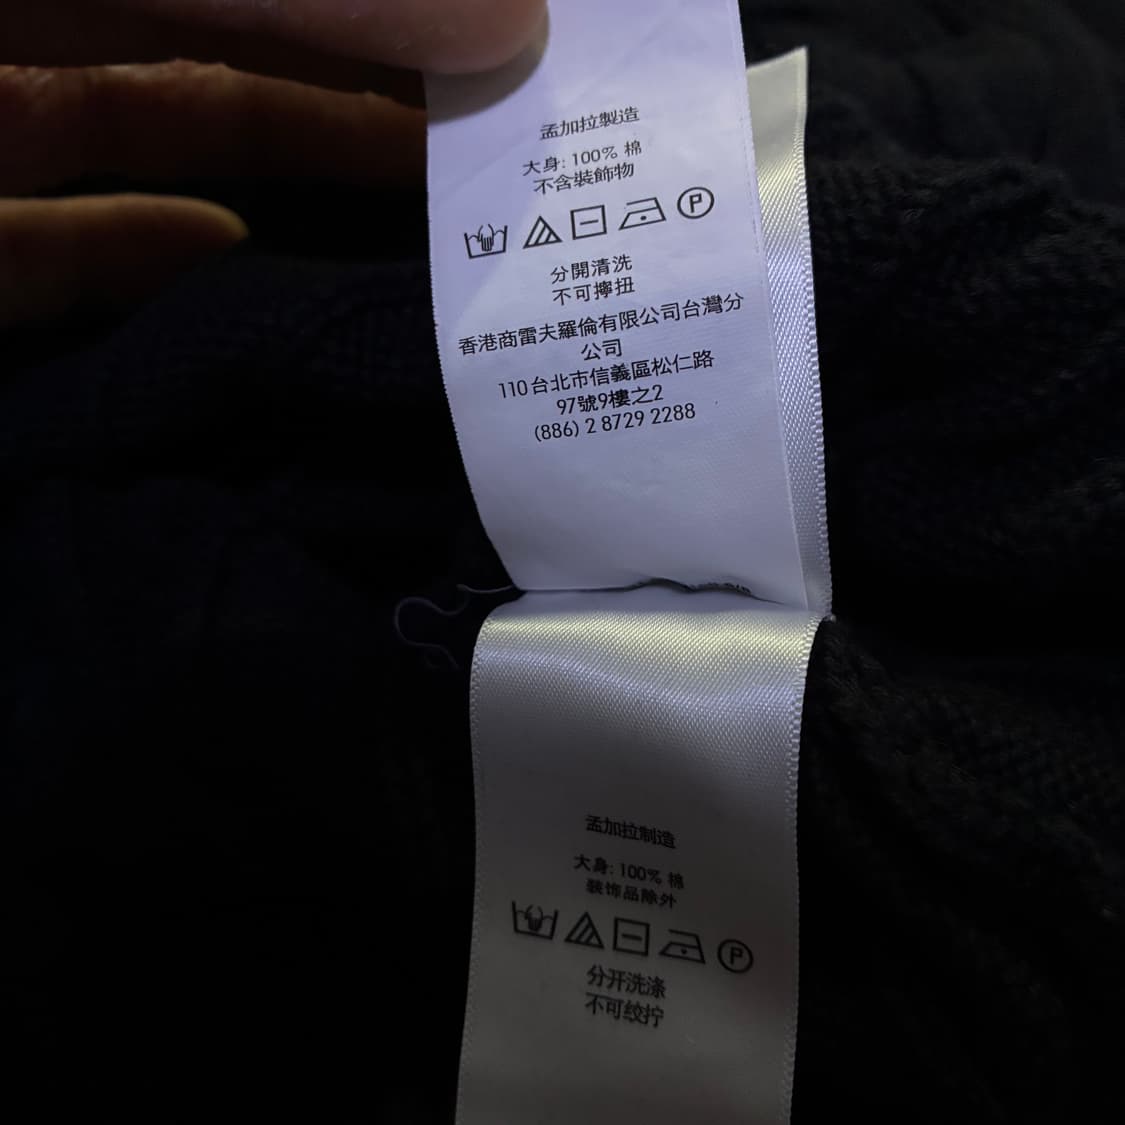 孟加拉製造
大身: 100% 棉
不含裝飾物
P
分開清洗
不可擰扭
香港商雷夫羅倫有限公司台灣分
公司
110台北市信義區松仁路
97號9樓之2
(886) 2 8729 2288
孟加拉制造
大身: 100% 棉
装饰品除外
P
分开洗涤
不可绞拧